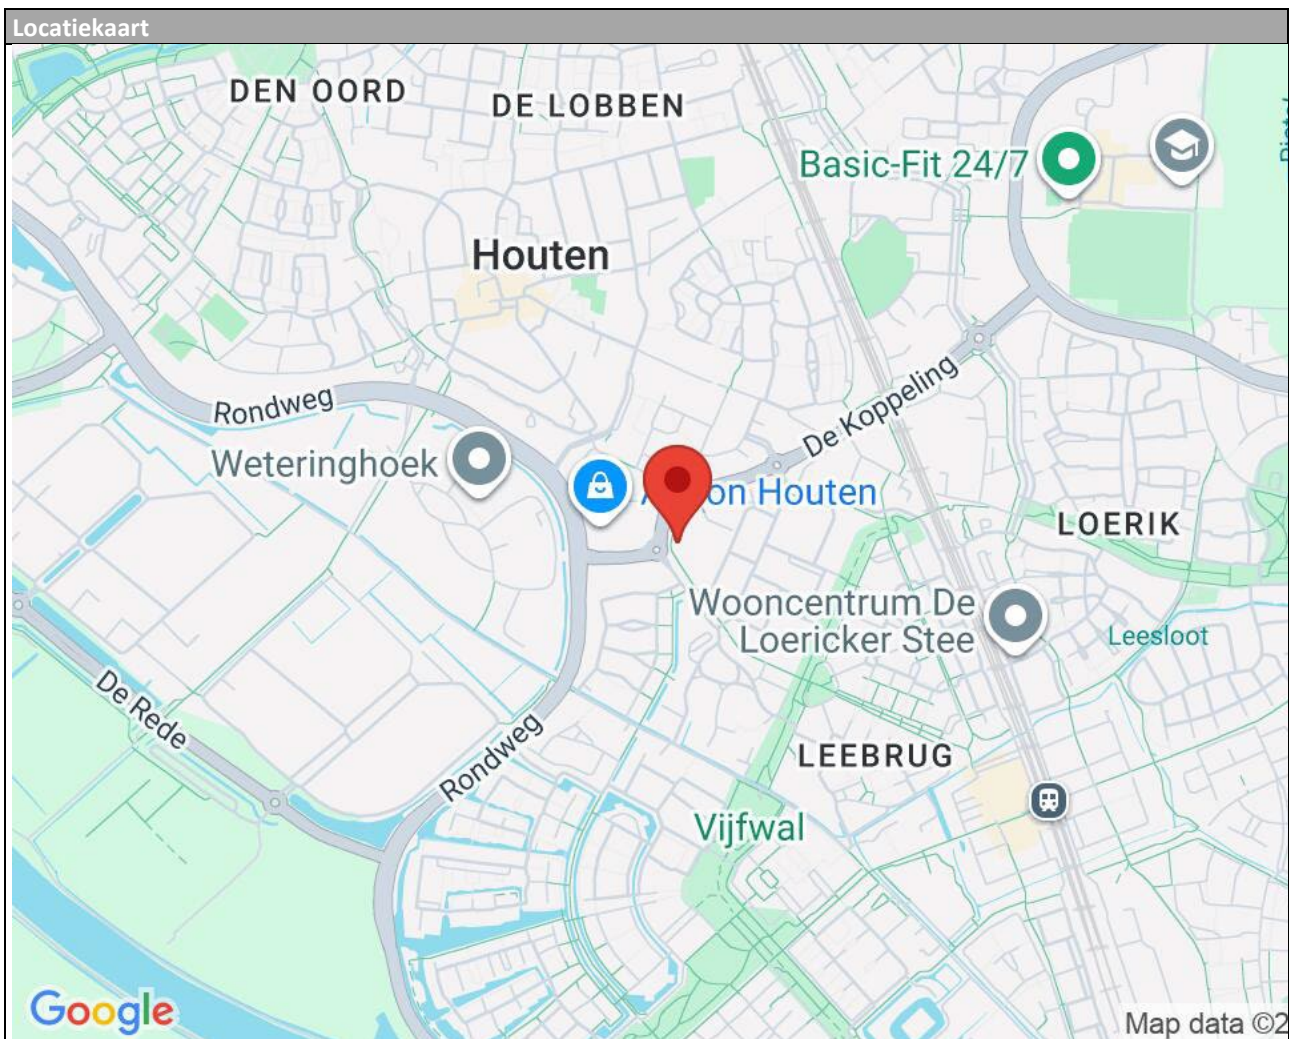 Locatiekaart
DEN OORD
DE LOBBEN
Basic-Fit 24/7
Houten
De Koppeling
Rondweg
Weteringhoek
on Houten
LOERIK
Wooncentrum De
Loericker Stee
Leesloot
De Rede
Rondweg
LEEBRUG
Vijfwal
Google
Map data ©2